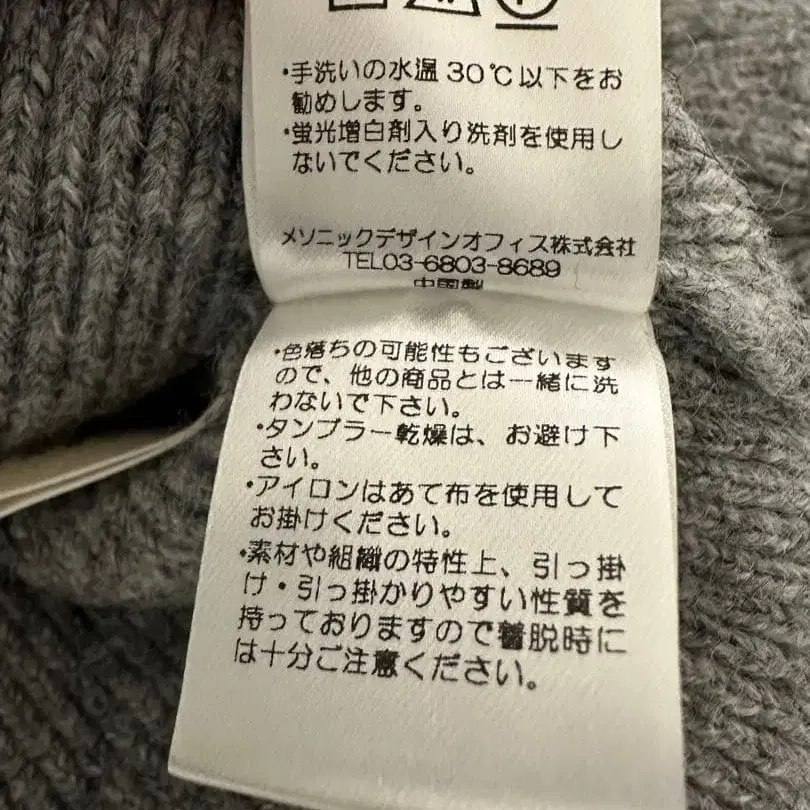 ・手洗いの水温30℃以下をお
勧めします。
・蛍光増白剤入り洗剤を使用し
ないでください。
メソニックデザインオフィス株式会社
TEL03-6803-8689
中国製
・色落ちの可能性もございます
ので、他の商品とは一緒に洗
わないで下さい。
・タンブラー乾燥は、お避け下
さい。
・アイロンはあて布を使用して
お掛けください。
・素材や組織の特性上、引っ掛
け・引っ掛かりやすい性質を
持っておりますので着脱時に
は十分ご注意ください。